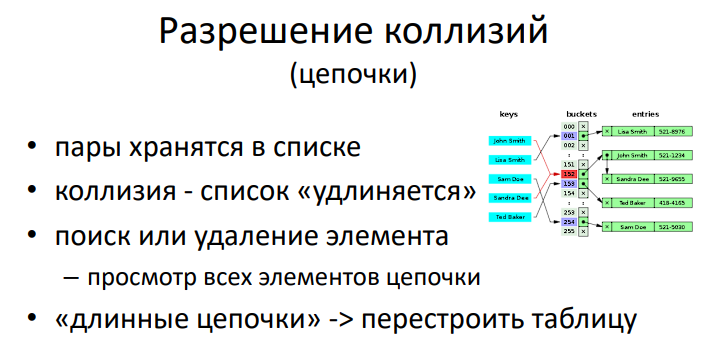 Разрешение коллизий
(цепочки)
• пары хранятся в списке
• коллизия - список «удлиняется»
• поиск или удаление элемента
– просмотр всех элементов цепочки
• «длинные цепочки» -> перестроить таблицу
keys buckets entries
000 ×
001 × Lisa Smith 521-8976
002 ×
John Smith
Lisa Smith
Sam Doe
Sandra Dee
Ted Baker
: :
151 ×
152 John Smith 521-1234
153 × Sandra Dee 521-9655
154 ×
× Ted Baker 418-4165
: :
253 ×
254 × Sam Doe 521-5030
255 ×